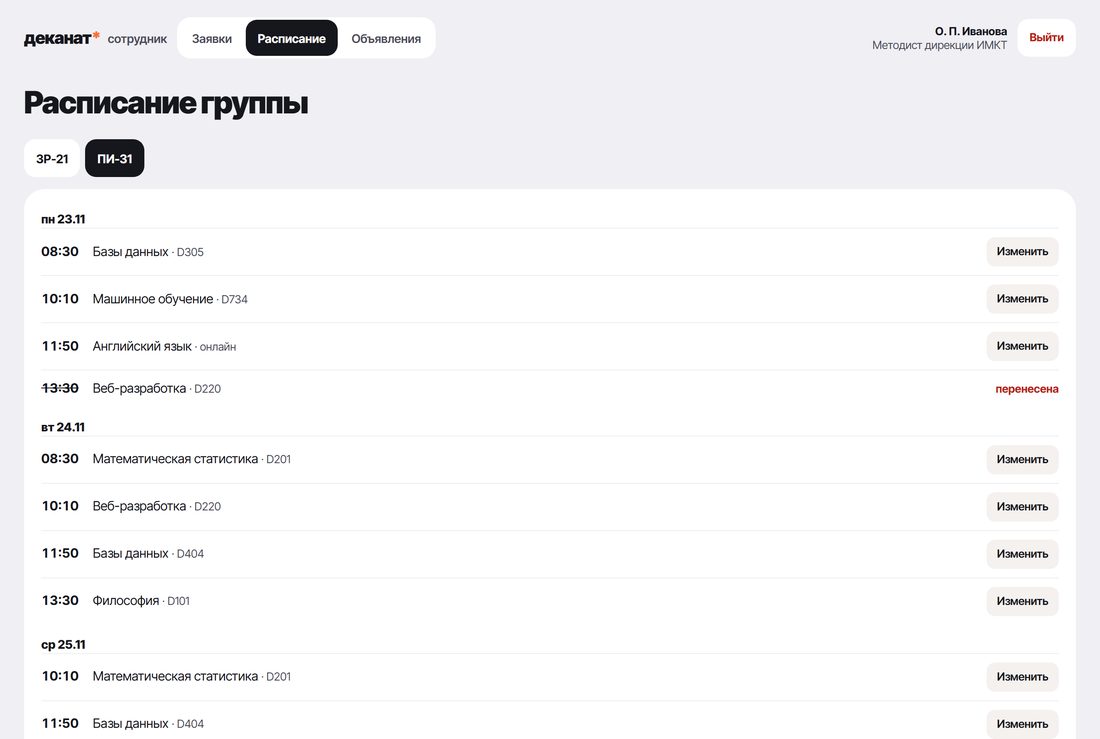 деканат* сотрудник Заявки Расписание Объявления О. П. Иванова Выйти
Методист дирекции ИМКТ
Расписание группы
ЗР-21 ПИ-31
пн 23.11
08:30 Базы данных · D305 Изменить
10:10 Машинное обучение · D734 Изменить
11:50 Английский язык · онлайн Изменить
13:30 Веб-разработка · D220 перенесена
вт 24.11
08:30 Математическая статистика · D201 Изменить
10:10 Веб-разработка · D220 Изменить
11:50 Базы данных · D404 Изменить
13:30 Философия · D101 Изменить
ср 25.11
10:10 Математическая статистика · D201 Изменить
11:50 Базы данных · D404 Изменить